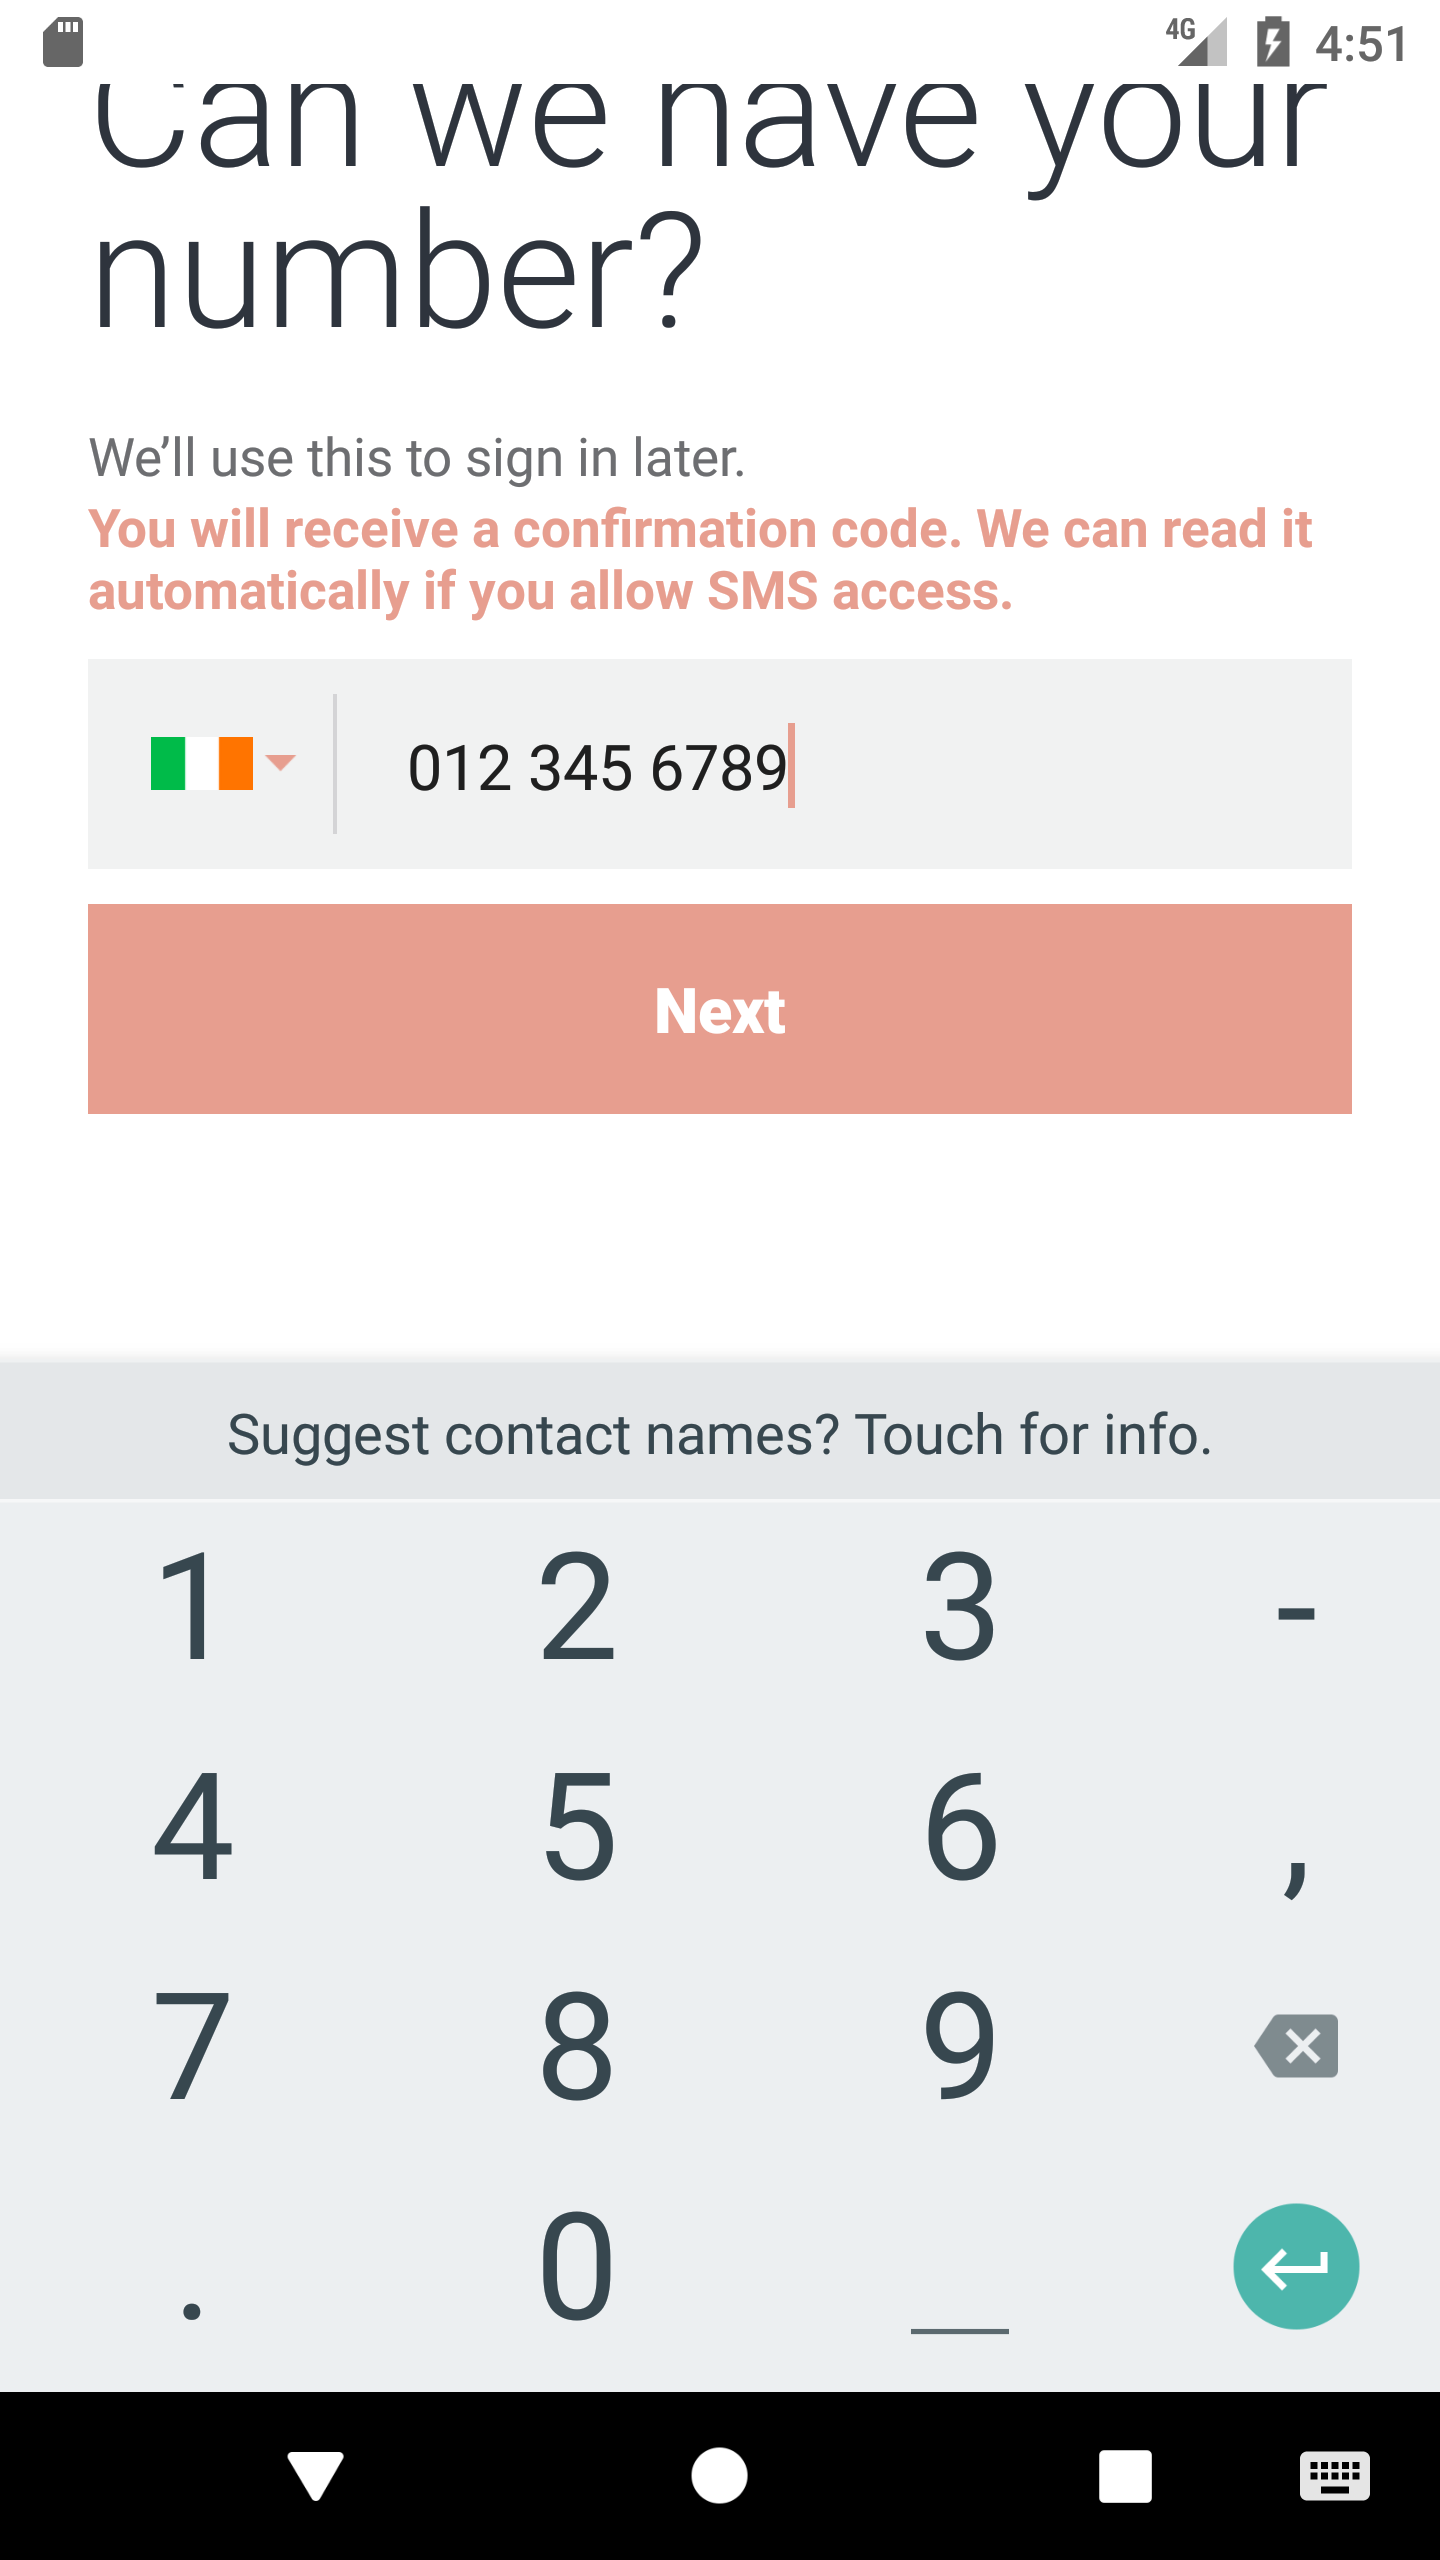 4G 4:51
Can we have your
number?
We’ll use this to sign in later.
You will receive a confirmation code. We can read it
automatically if you allow SMS access.
012 345 6789
Next
Suggest contact names? Touch for info.
1 2 3 -
4 5 6 ,
7 8 9
. 0 _